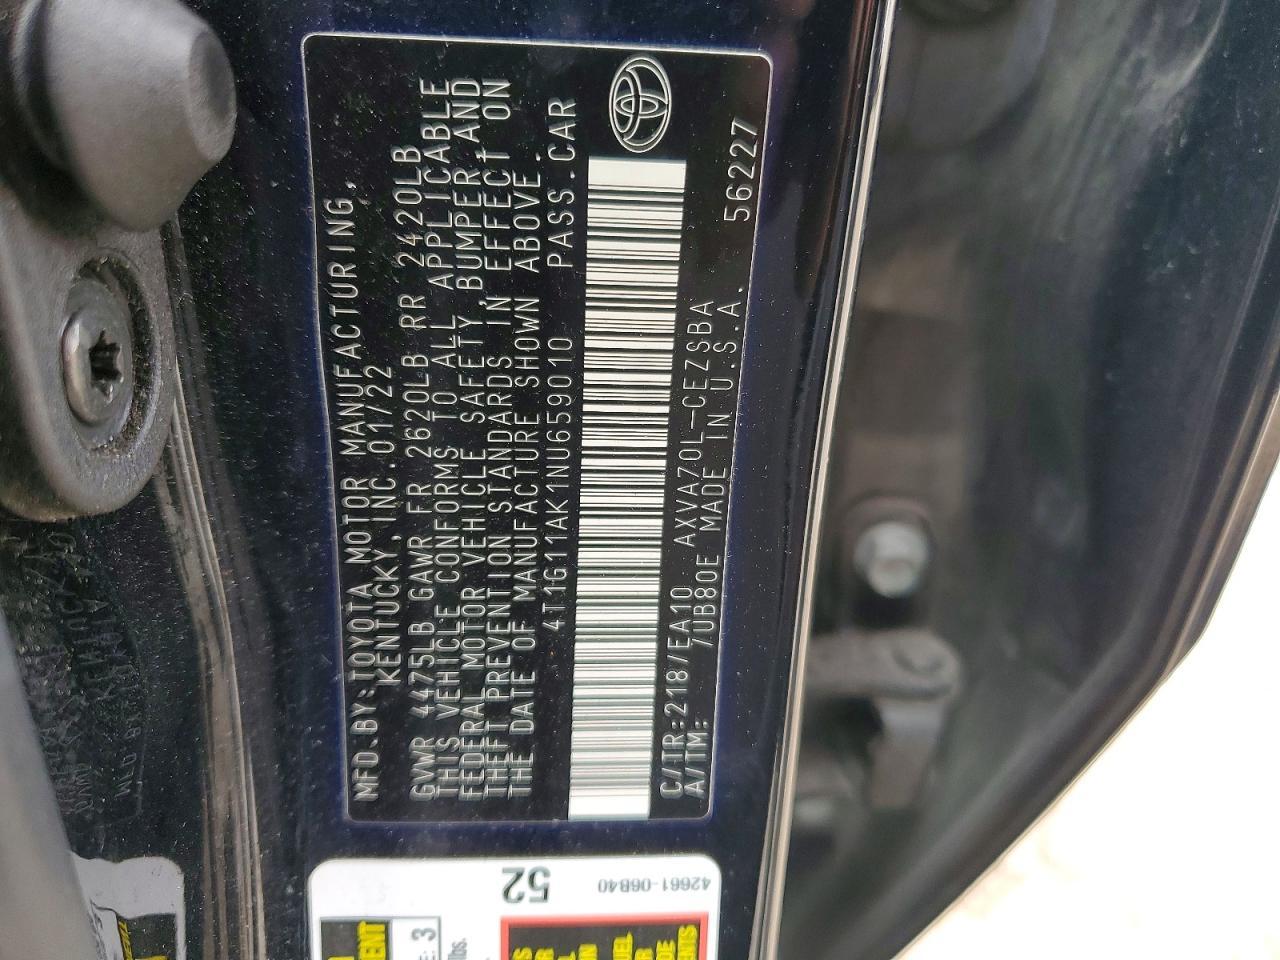 MFD.BY:TOYOTA MOTOR MANUFACTURING,
KENTUCKY, INC.01/22
GVWR 4475LB GAWR FR 2620LB RR 2420LB
THIS VEHICLE CONFORMS TO ALL APPLICABLE
FEDERAL MOTOR VEHICLE SAFETY, BUMPER,AND
THEFT PREVENTION STANDARDS IN EFFECT ON
THE DATE OF MANUFACTURE SHOWN ABOVE.
4T1G11AK1NU659010 PASS.CAR
C/TR:218/EA10 AXVA70L-CEZSBA
A/TM: 7UB80E MADE IN U.S.A. 56227
52
42661-06B40
3
lbs.